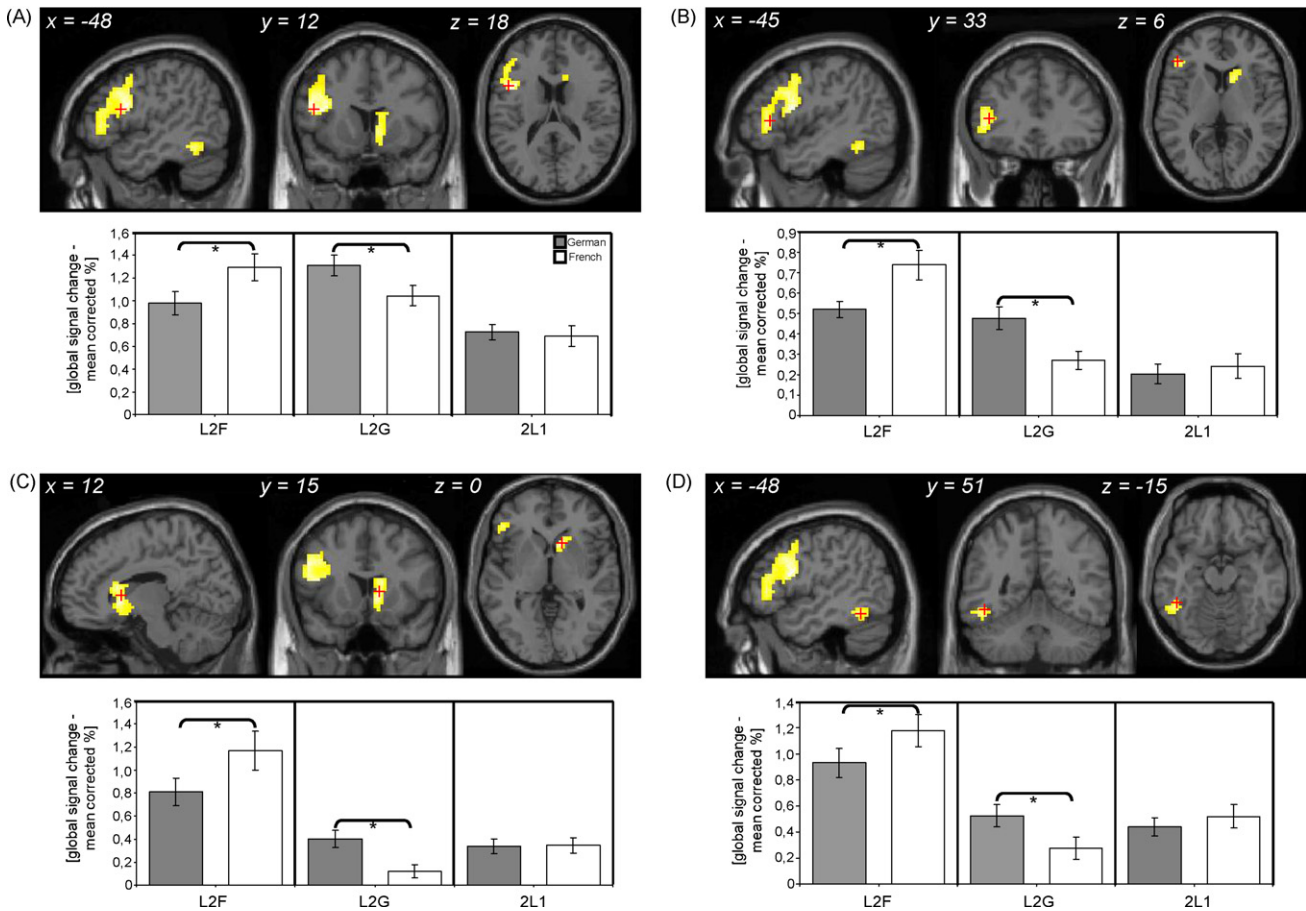 (A)
x = -48 y = 12 z = 18
[global signal change -
mean corrected %]
1,6
1,4
1,2
1,0
0,8
0,6
0,4
0,2
0
* *
German
French
L2F L2G 2L1
(B)
x = -45 y = 33 z = 6
[global signal change -
mean corrected %]
0,9
0,8
0,7
0,6
0,5
0,4
0,3
0,2
0,1
0
* *
L2F L2G 2L1
(C)
x = 12 y = 15 z = 0
[global signal change -
mean corrected %]
1,6
1,4
1,2
1,0
0,8
0,6
0,4
0,2
0
* *
L2F L2G 2L1
(D)
x = -48 y = 51 z = -15
[global signal change -
mean corrected %]
1,4
1,2
1,0
0,8
0,6
0,4
0,2
0
* *
L2F L2G 2L1